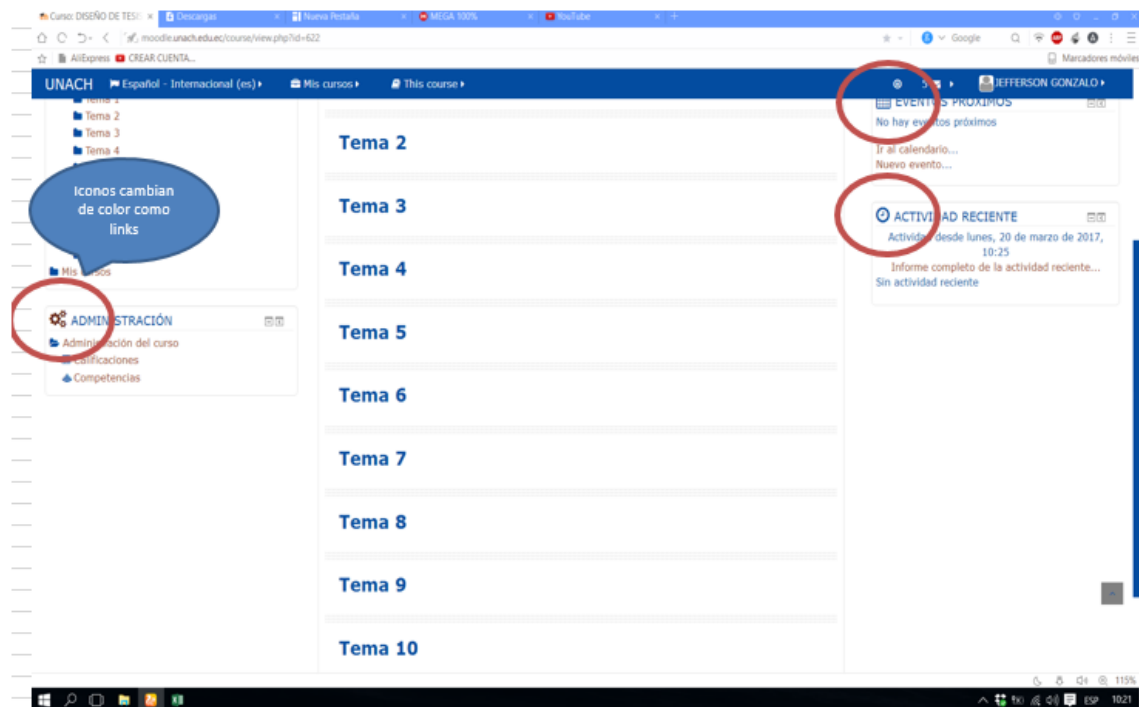 Curso: DISEÑO DE TESI
Descargas
Nueva Pestaña
MEGA 100%
YouTube
moodle.unach.edu.ec/course/view.php?id=622
Google
AliExpress
CREAR CUENTA...
Marcadores móviles
UNACH
Español - Internacional (es)
Mis cursos
This course
JEFFERSON GONZALO
Tema 1
Tema 2
Tema 3
Tema 4
Iconos cambian
de color como
links
Mis cursos
ADMINISTRACIÓN
Administración del curso
Calificaciones
Competencias
Tema 2
Tema 3
Tema 4
Tema 5
Tema 6
Tema 7
Tema 8
Tema 9
Tema 10
EVENTOS PRÓXIMOS
No hay eventos próximos
Ir al calendario...
Nuevo evento...
ACTIVIDAD RECIENTE
Actividad desde lunes, 20 de marzo de 2017,
10:25
Informe completo de la actividad reciente...
Sin actividad reciente
115%
ESP
10:21